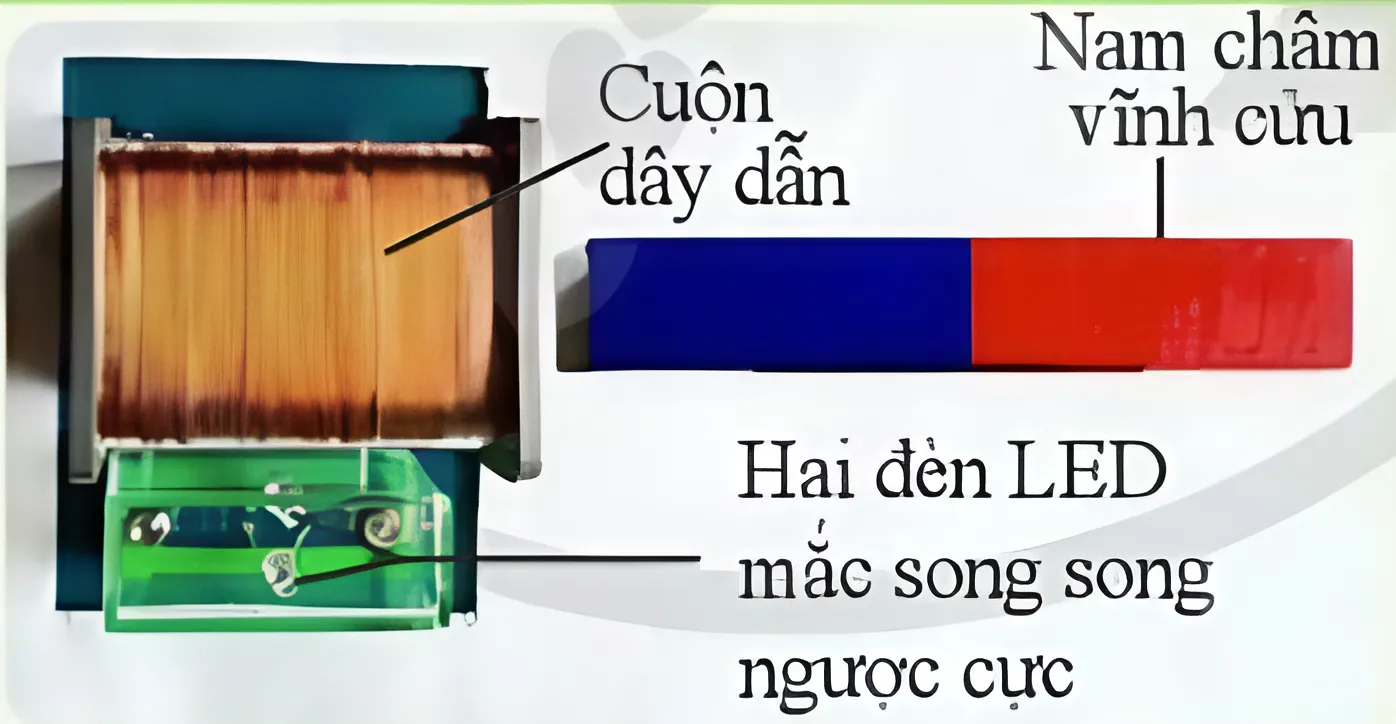 Nam châm
vĩnh cửu
Cuộn
dây dẫn
Hai đèn LED
mắc song song
ngược cực